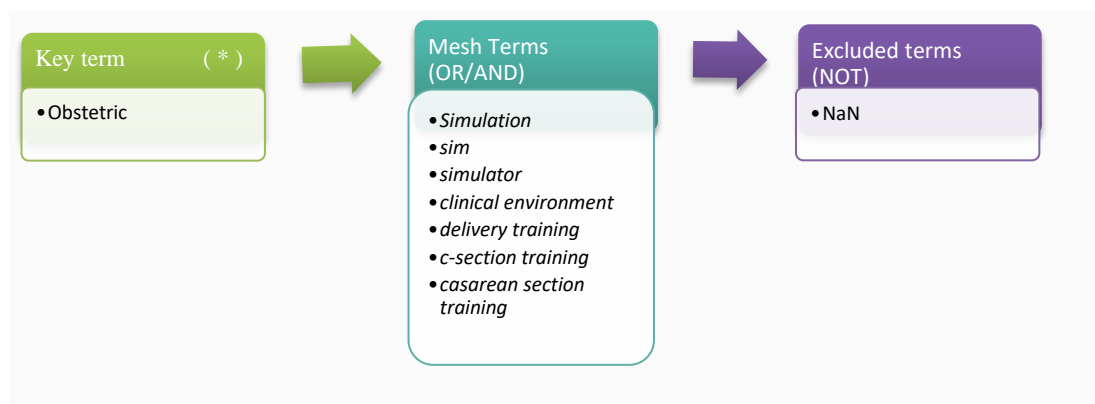 Key term ( * )
•Obstetric
Mesh Terms
(OR/AND)
•Simulation
•sim
•simulator
•clinical environment
•delivery training
•c-section training
•casarean section
training
Excluded terms
(NOT)
•NaN